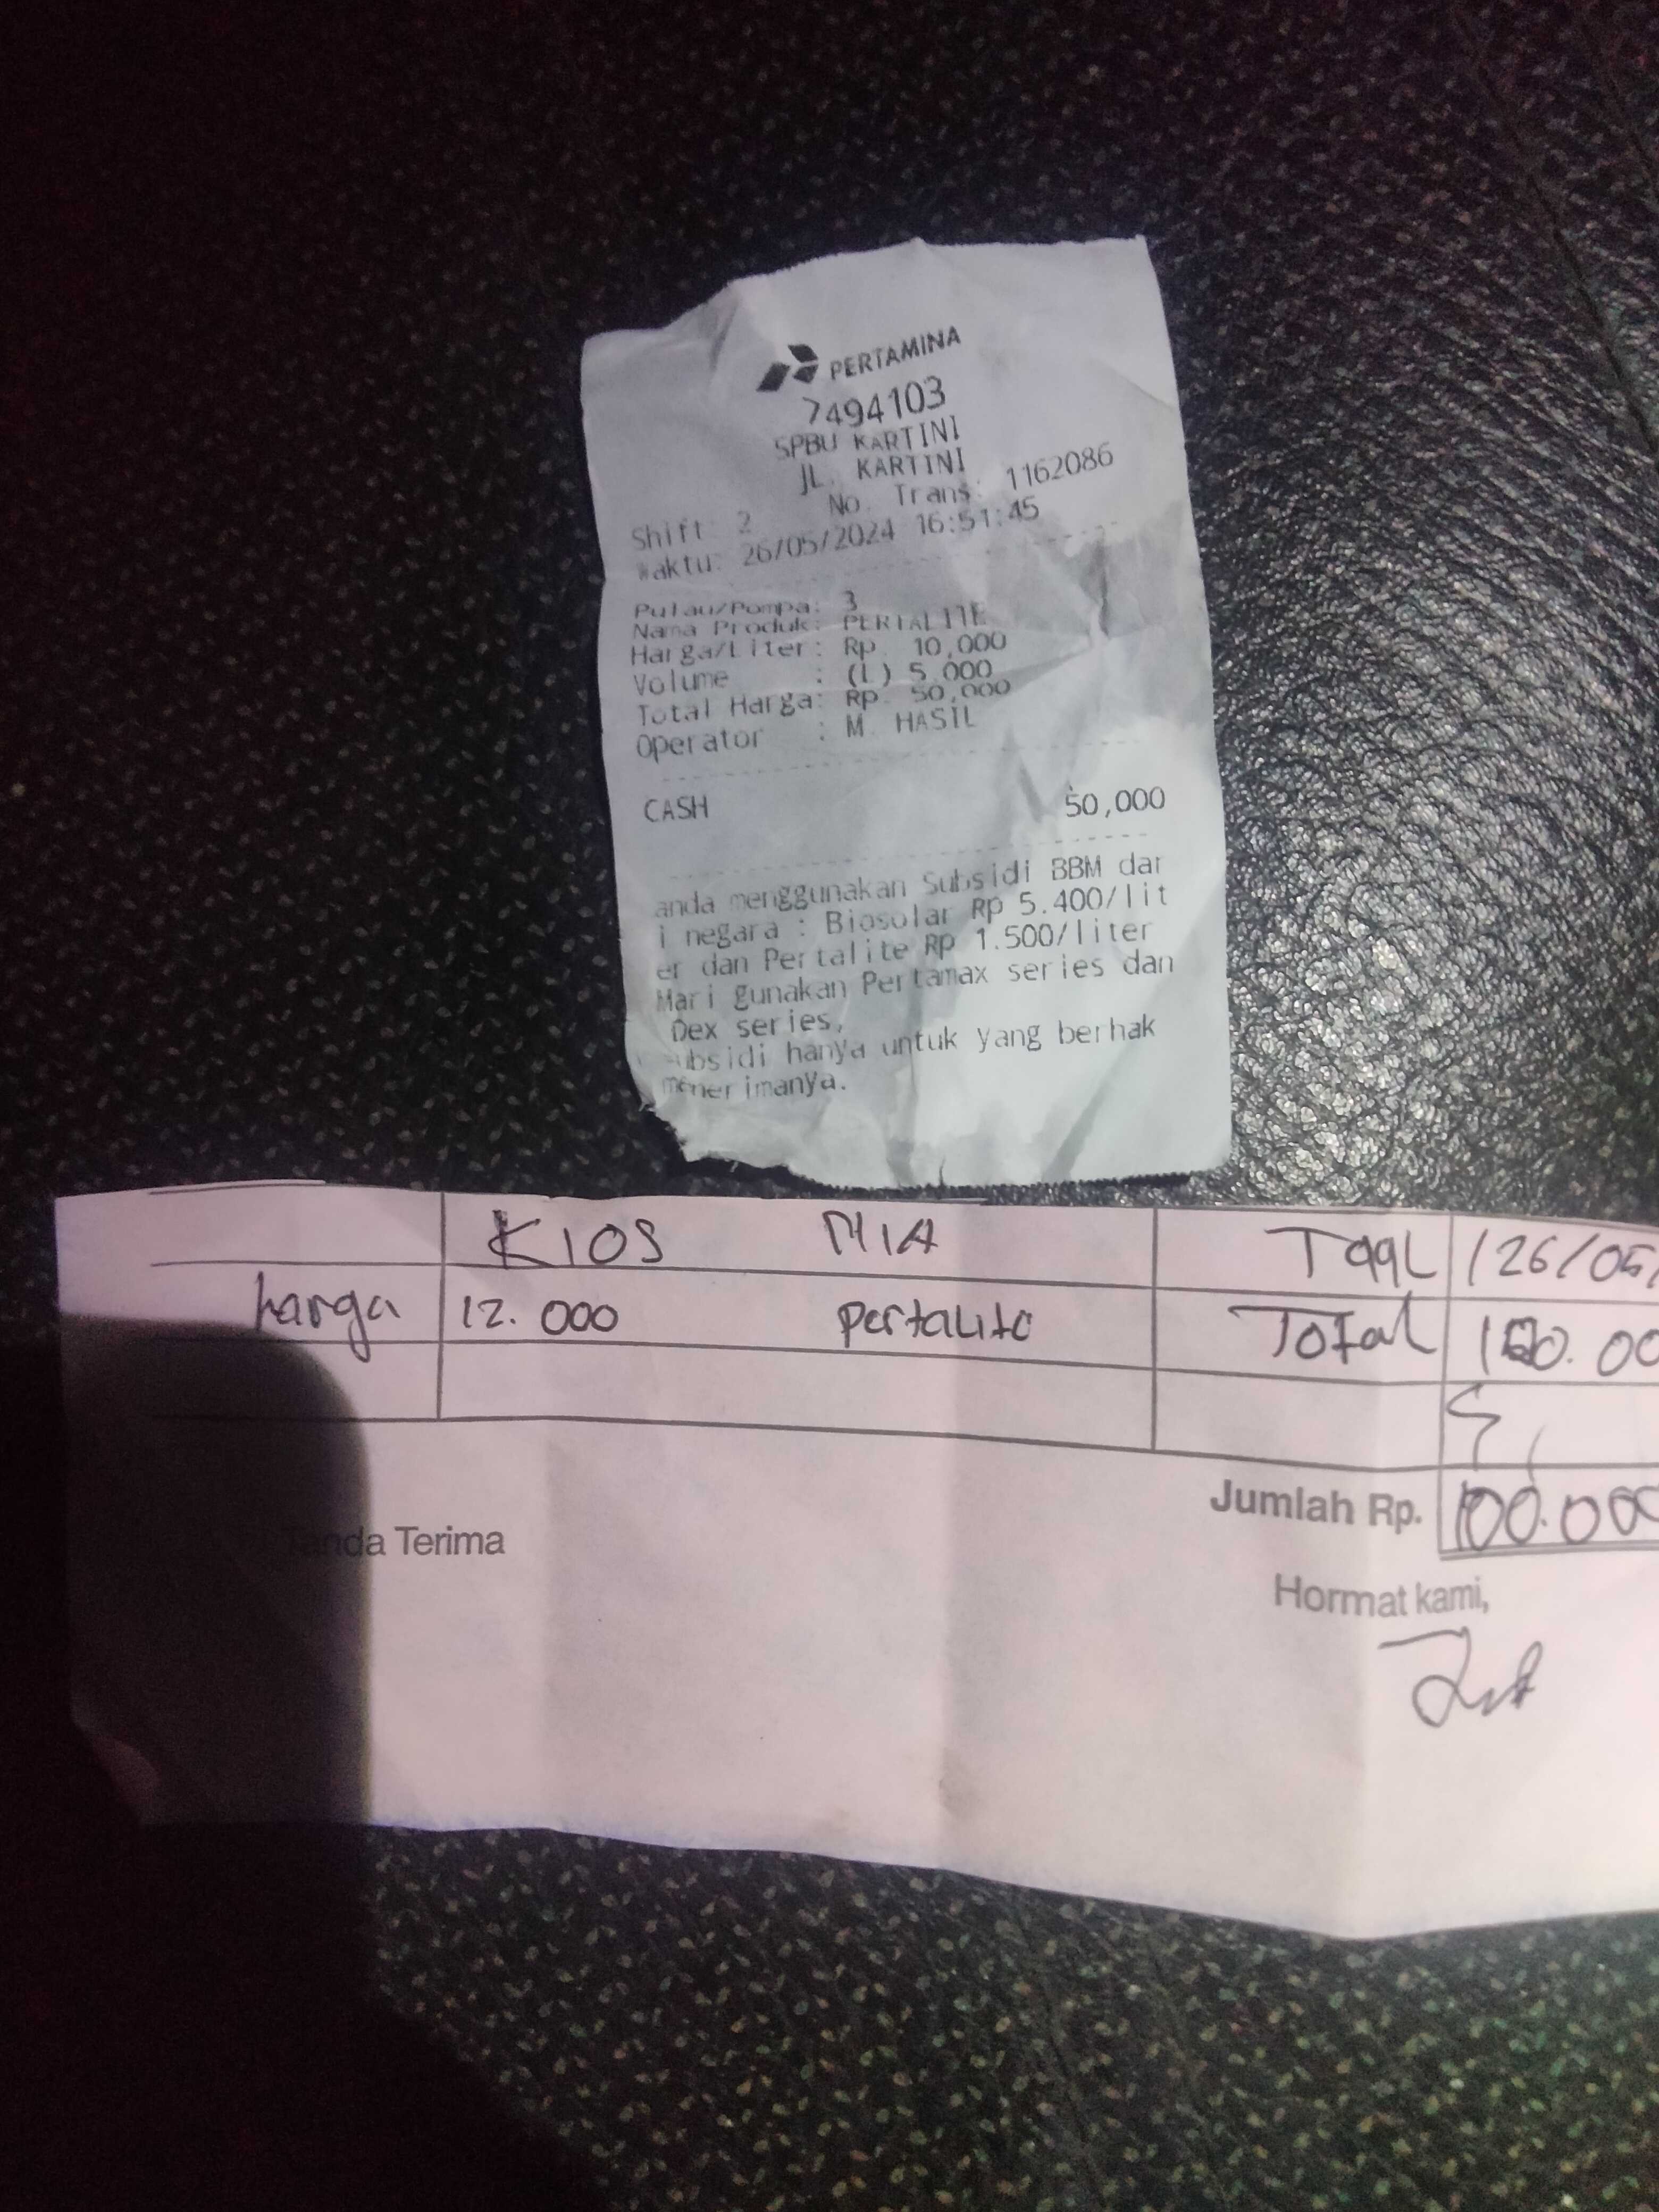 PERTAMINA
7494103
SPBU KARTINI
JL. KARTINI
No. Trans: 1162086
Shift: 2
Waktu: 26/05/2024 16:51:45
Pulau/Pompa: 3
Nama Produk: PERTALITE
Harga/Liter: Rp. 10,000
Volume : (L) 5.000
Total Harga: Rp. 50,000
Operator : M. HASIL
CASH 50,000
anda menggunakan Subsidi BBM dar
i negara : Biosolar Rp 5.400/lit
er dan Pertalite Rp 1.500/liter
Mari gunakan Pertamax series dan
Dex series,
subsidi hanya untuk yang berhak
menerimanya.
KIOS MIA Tggl 26/05/
harga 12.000 Pertalite Total
Jumlah Rp. 100.000
Tanda Terima
Hormat kami,